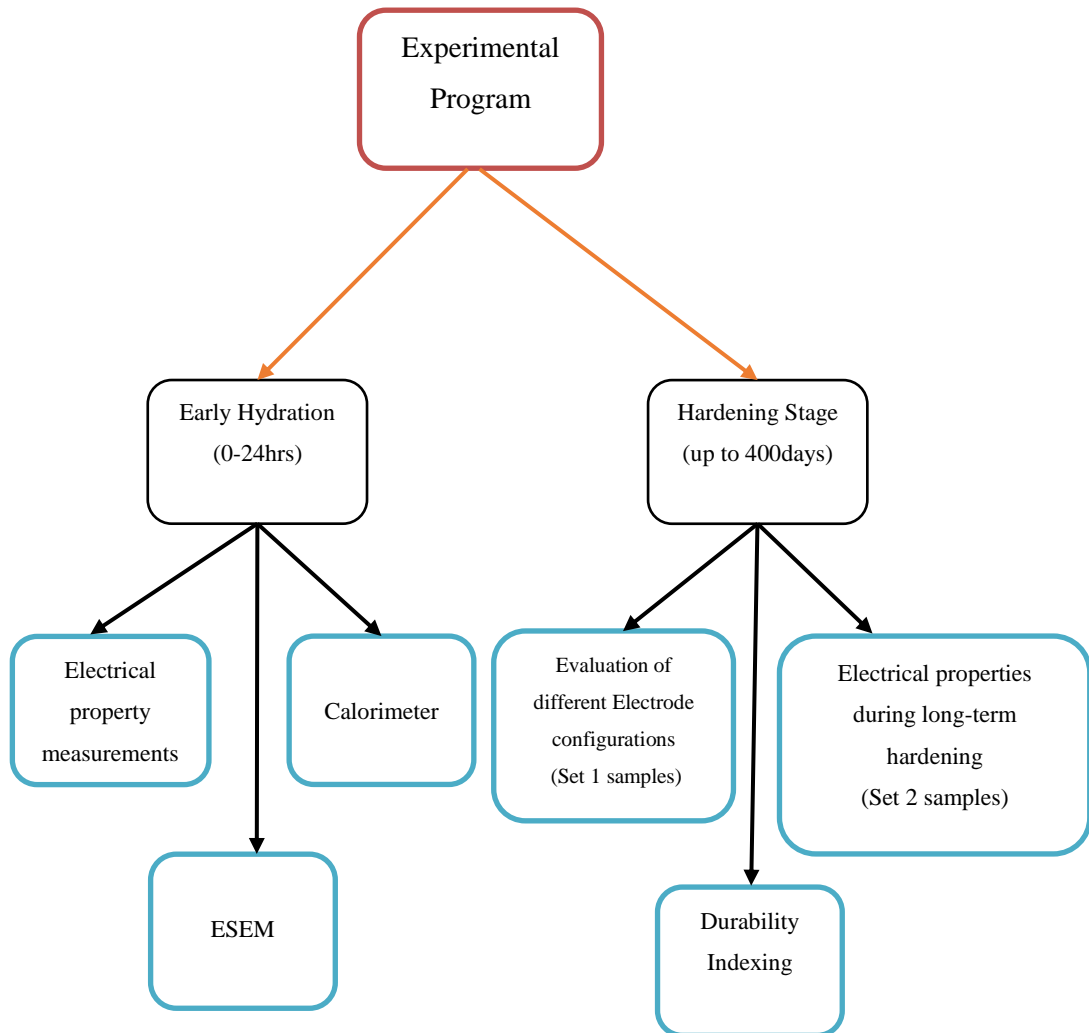 Experimental
Program
Early Hydration
(0-24hrs)
Hardening Stage
(up to 400days)
Electrical
property
measurements
Calorimeter
Evaluation of
different Electrode
configurations
(Set 1 samples)
Electrical properties
during long-term
hardening
(Set 2 samples)
ESEM
Durability
Indexing